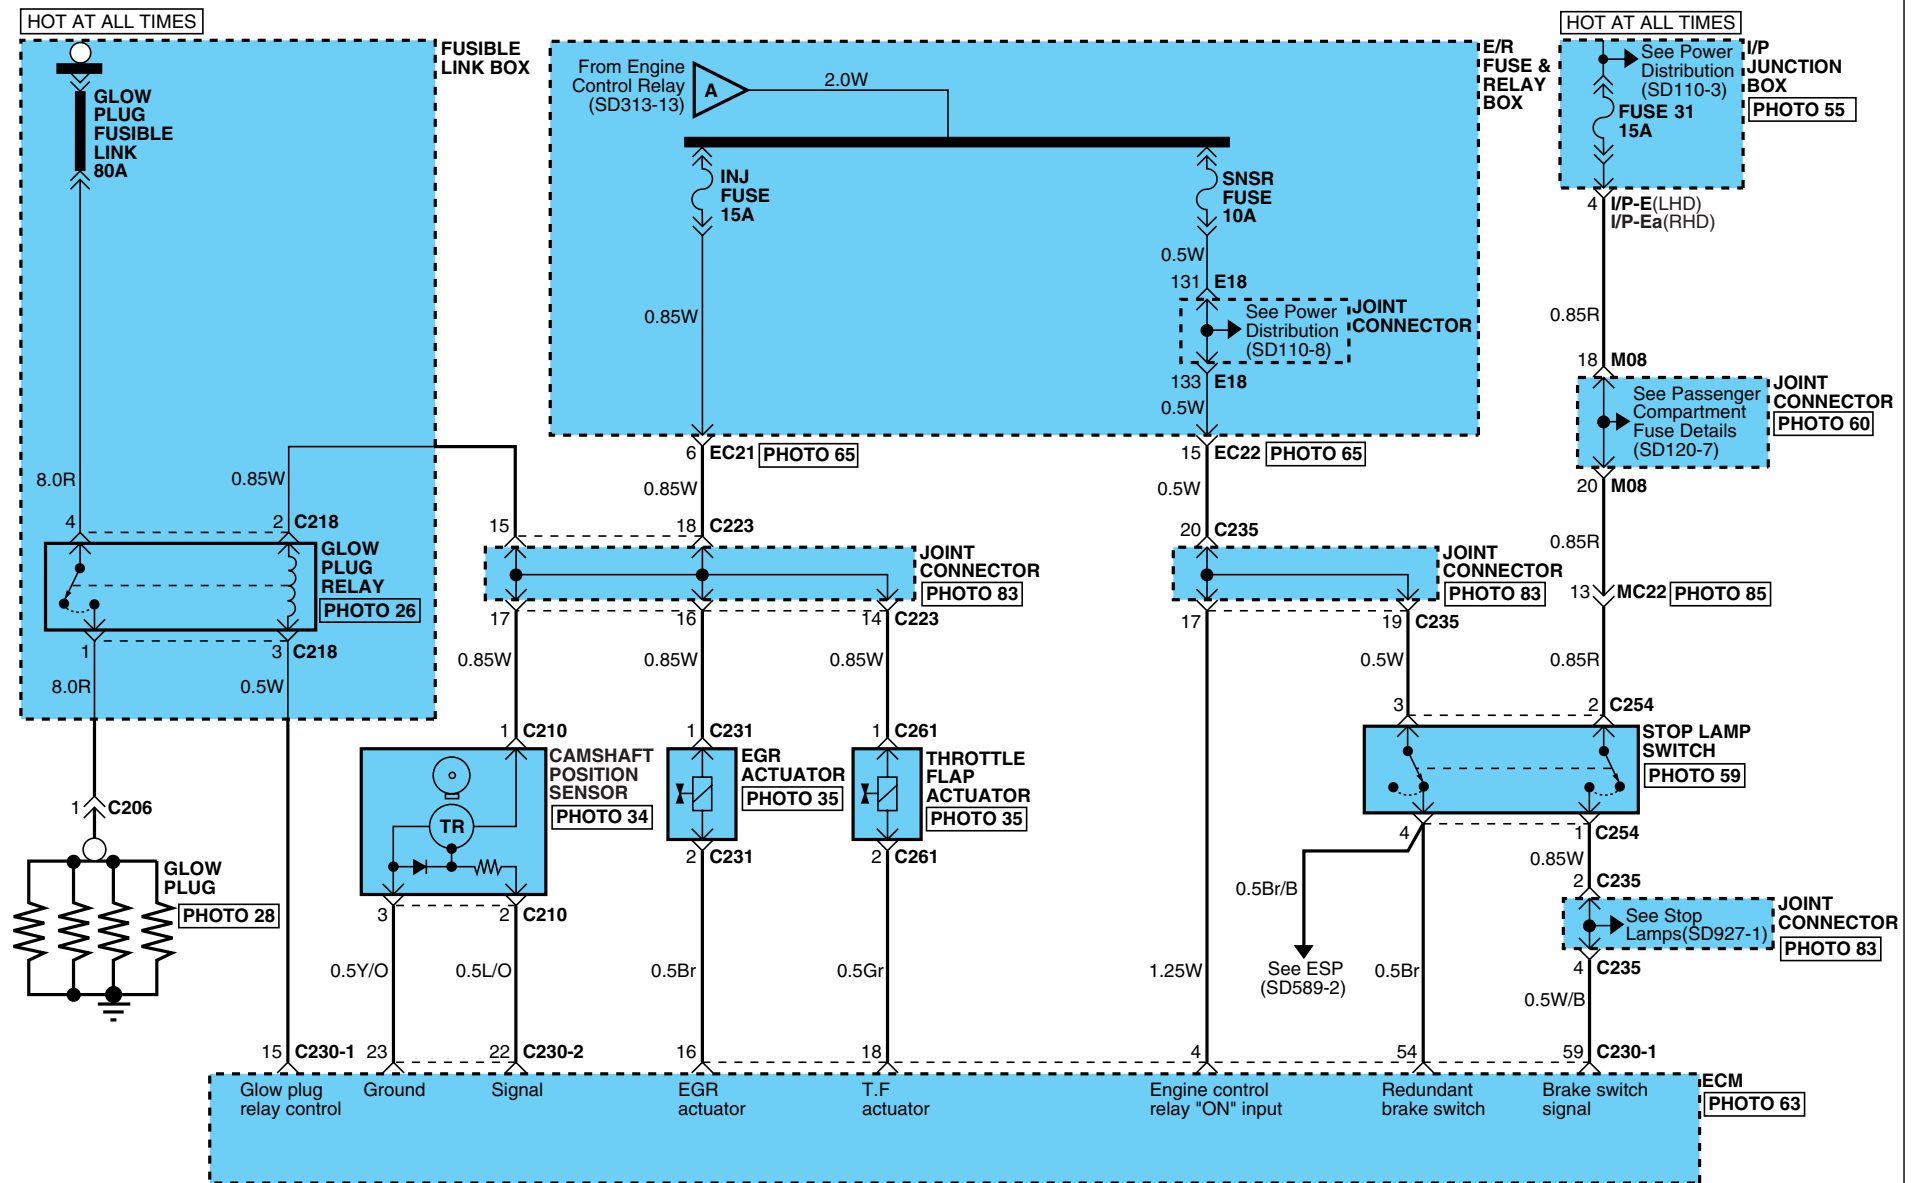 HOT AT ALL TIMES
FUSIBLE
LINK BOX
GLOW
PLUG
FUSIBLE
LINK
80A
8.0R
0.85W
4
2 C218
GLOW
PLUG
RELAY
PHOTO 26
1
3 C218
8.0R
0.5W
1 C206
GLOW
PLUG
PHOTO 28
From Engine
Control Relay
(SD313-13)
A
2.0W
E/R
FUSE &
RELAY
BOX
INJ
FUSE
15A
SNSR
FUSE
10A
0.5W
131 E18
0.85W
See Power
Distribution
(SD110-8)
JOINT
CONNECTOR
133 E18
0.5W
6 EC21 PHOTO 65
15 EC22 PHOTO 65
0.85W
0.5W
15
18 C223
20 C235
JOINT
CONNECTOR
PHOTO 83
JOINT
CONNECTOR
PHOTO 83
17
16
14 C223
17
19 C235
0.85W
0.85W
0.85W
0.5W
HOT AT ALL TIMES
See Power
Distribution
(SD110-3)
I/P
JUNCTION
BOX
PHOTO 55
FUSE 31
15A
4 I/P-E(LHD)
I/P-Ea(RHD)
0.85R
18 M08
See Passenger
Compartment
Fuse Details
(SD120-7)
JOINT
CONNECTOR
PHOTO 60
20 M08
0.85R
13 MC22 PHOTO 85
0.85R
1 C210
CAMSHAFT
POSITION
SENSOR
PHOTO 34
TR
3
2 C210
0.5Y/O
0.5L/O
1 C231
EGR
ACTUATOR
PHOTO 35
2 C231
0.5Br
1 C261
THROTTLE
FLAP
ACTUATOR
PHOTO 35
2 C261
0.5Gr
1.25W
3
2 C254
STOP LAMP
SWITCH
PHOTO 59
4
1 C254
0.5Br/B
See ESP
(SD589-2)
0.5Br
0.85W
2 C235
See Stop
Lamps(SD927-1)
JOINT
CONNECTOR
PHOTO 83
4 C235
0.5W/B
15 C230-1
23
22 C230-2
16
18
4
54
59 C230-1
Glow plug
relay control
Ground
Signal
EGR
actuator
T.F
actuator
Engine control
relay "ON" input
Redundant
brake switch
Brake switch
signal
ECM
PHOTO 63